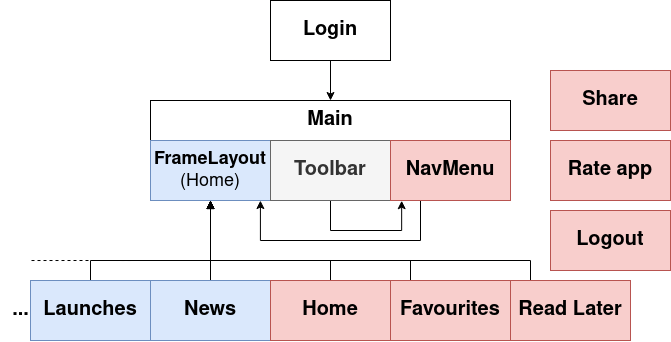 Login
Main
FrameLayout
(Home)
Toolbar
NavMenu
Share
Rate app
Logout
... Launches
News
Home
Favourites
Read Later